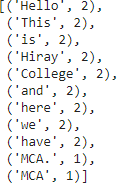 [('Hello', 2),
('This', 2),
('is', 2),
('Hiray', 2),
('College', 2),
('and', 2),
('here', 2),
('we', 2),
('have', 2),
('MCA.', 1),
('MCA', 1)]